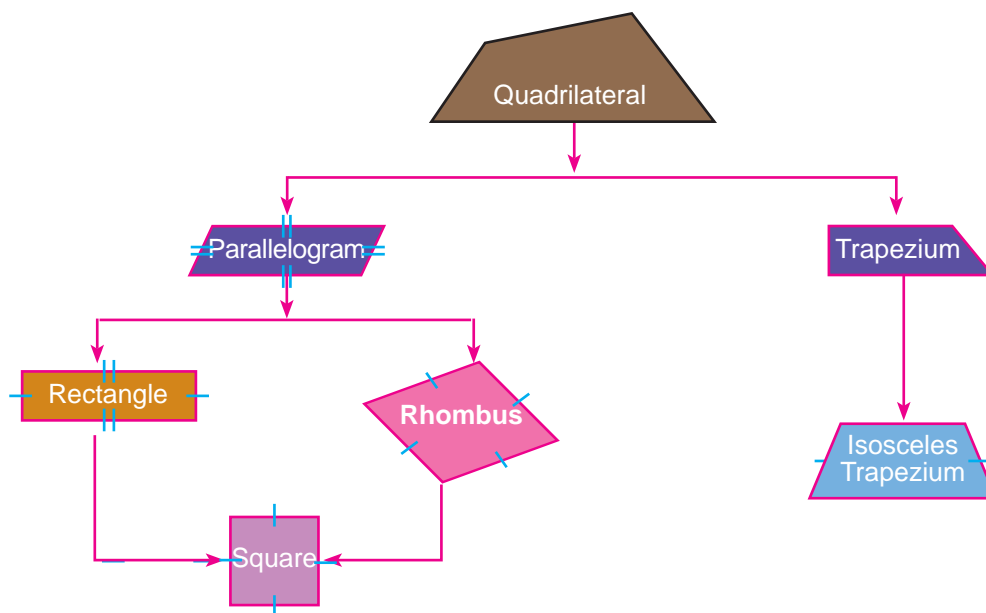 Quadrilateral
Parallelogram
Trapezium
Rectangle
Rhombus
Isosceles
Trapezium
Square